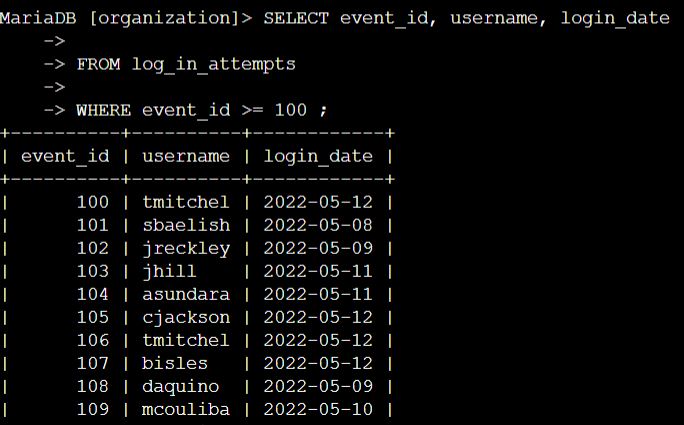 MariaDB [organization]> SELECT event_id, username, login_date
    ->
    -> FROM log_in_attempts
    ->
    -> WHERE event_id >= 100 ;
+----------+----------+------------+
| event_id | username | login_date |
+----------+----------+------------+
|      100 | tmitchel | 2022-05-12 |
|      101 | sbaelish | 2022-05-08 |
|      102 | jreckley | 2022-05-09 |
|      103 | jhill    | 2022-05-11 |
|      104 | asundara | 2022-05-11 |
|      105 | cjackson | 2022-05-12 |
|      106 | tmitchel | 2022-05-12 |
|      107 | bisles   | 2022-05-12 |
|      108 | daquino  | 2022-05-09 |
|      109 | mcouliba | 2022-05-10 |